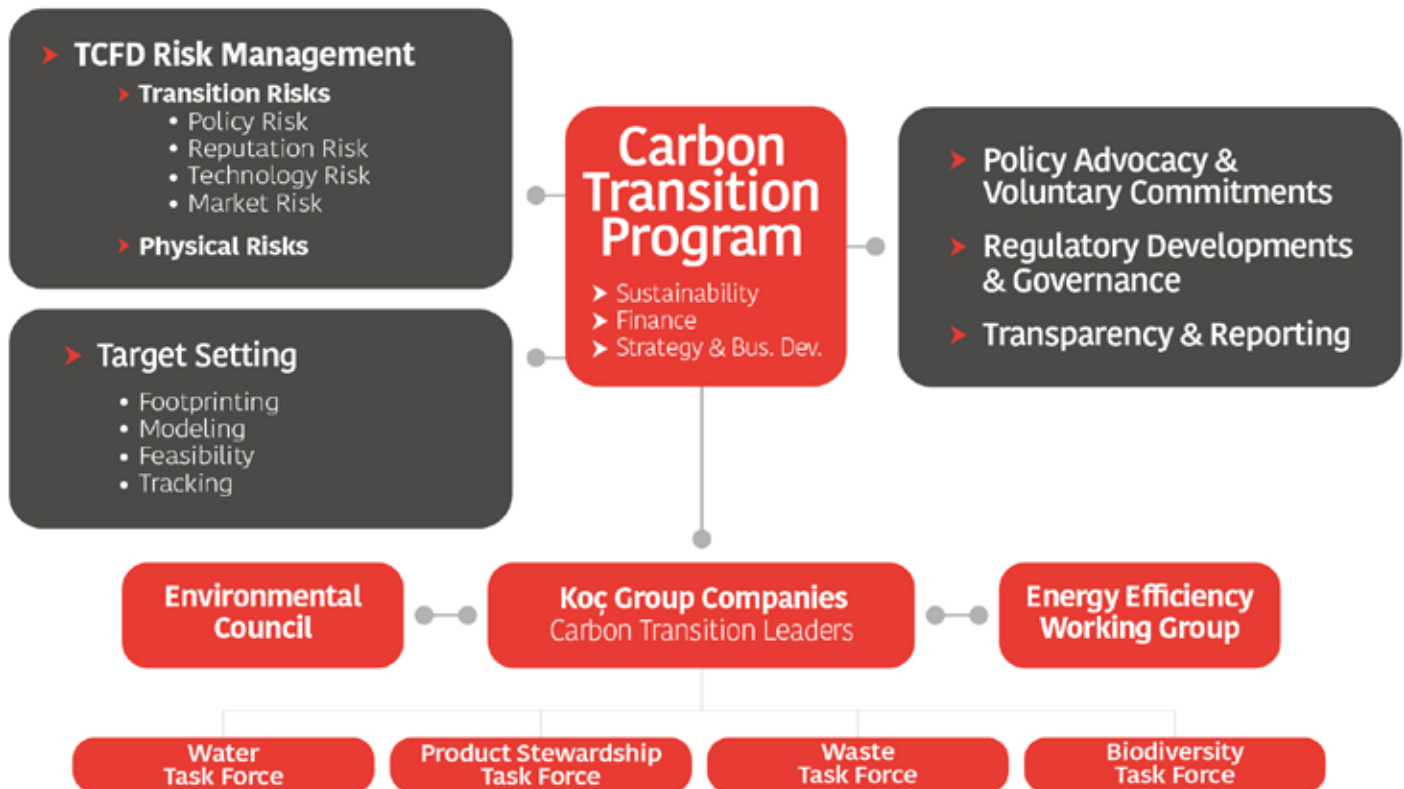 TCFD Risk Management
Transition Risks
• Policy Risk
• Reputation Risk
• Technology Risk
• Market Risk
Physical Risks
Target Setting
• Footprinting
• Modeling
• Feasibility
• Tracking
Carbon
Transition
Program
Sustainability
Finance
Strategy & Bus. Dev.
Policy Advocacy &
Voluntary Commitments
Regulatory Developments
& Governance
Transparency & Reporting
Environmental
Council
Koç Group Companies
Carbon Transition Leaders
Energy Efficiency
Working Group
Water
Task Force
Product Stewardship
Task Force
Waste
Task Force
Biodiversity
Task Force